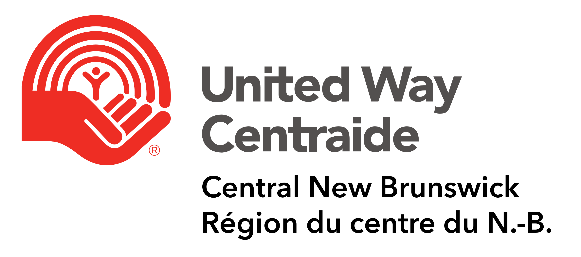 ®
United Way
Centraide
Central New Brunswick
Région du centre du N.-B.